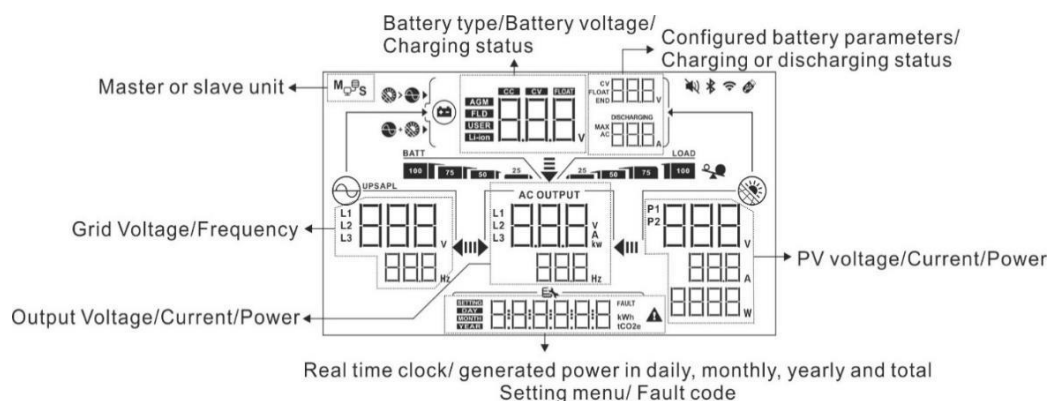 Battery type/Battery voltage/
Charging status
Configured battery parameters/
Charging or discharging status
Master or slave unit
M S
CC CV FLOAT
AGM
FLD
USER
Li-ion
V
CV
FLOAT
END
V
DISCHARGING
MAX
AC
A
BATT
LOAD
100 75 50 25 25 50 75 100
UPSAPL
L1
L2
L3
V
Hz
AC OUTPUT
L1
L2
L3
V
A
kw
Hz
P1
P2
V
A
W
Grid Voltage/Frequency
PV voltage/Current/Power
Output Voltage/Current/Power
SETTING
DAY
MONTH
YEAR
FAULT
kWh
tCO2e
Real time clock/ generated power in daily, monthly, yearly and total
Setting menu/ Fault code